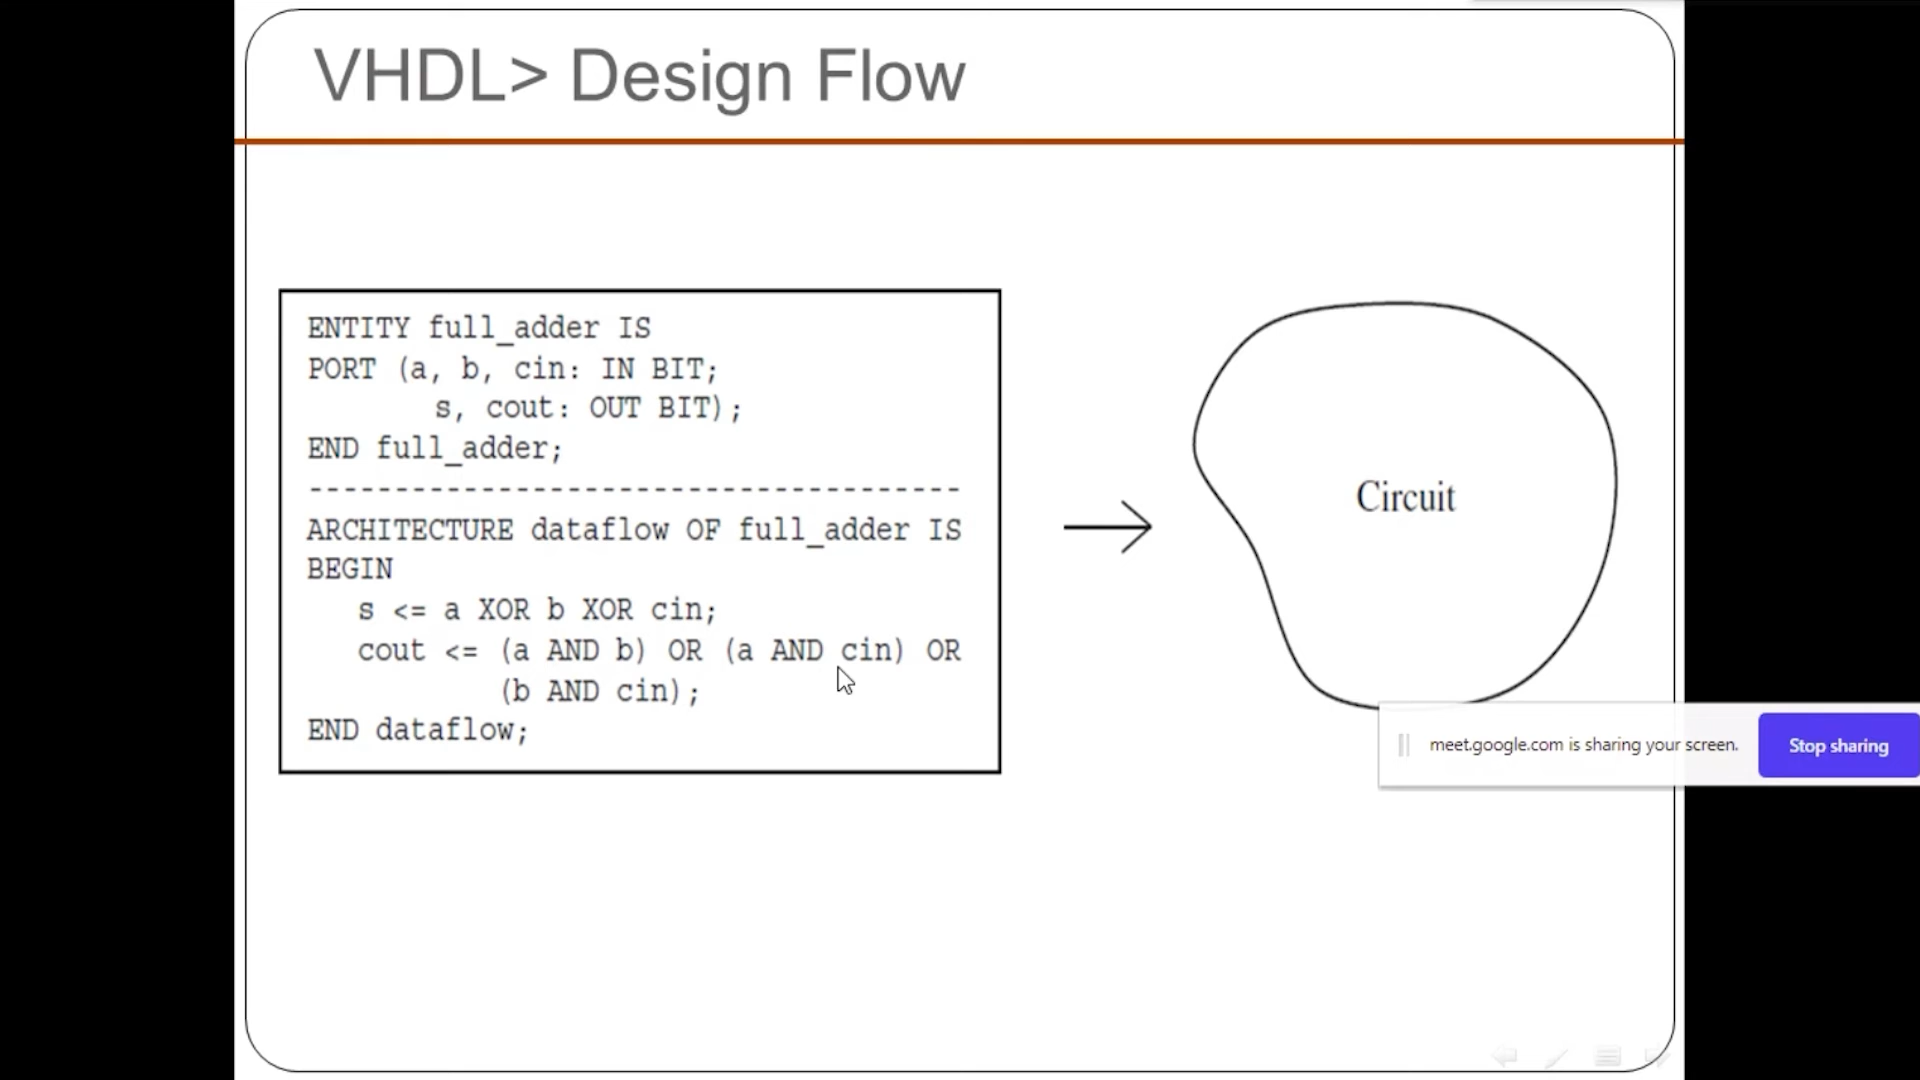 VHDL> Design Flow
ENTITY full_adder IS
PORT (a, b, cin: IN BIT;
s, cout: OUT BIT);
END full_adder;
---------------------------------------
ARCHITECTURE dataflow OF full_adder IS
BEGIN
s <= a XOR b XOR cin;
cout <= (a AND b) OR (a AND cin) OR
(b AND cin);
END dataflow;
Circuit
meet.google.com is sharing your screen.
Stop sharing